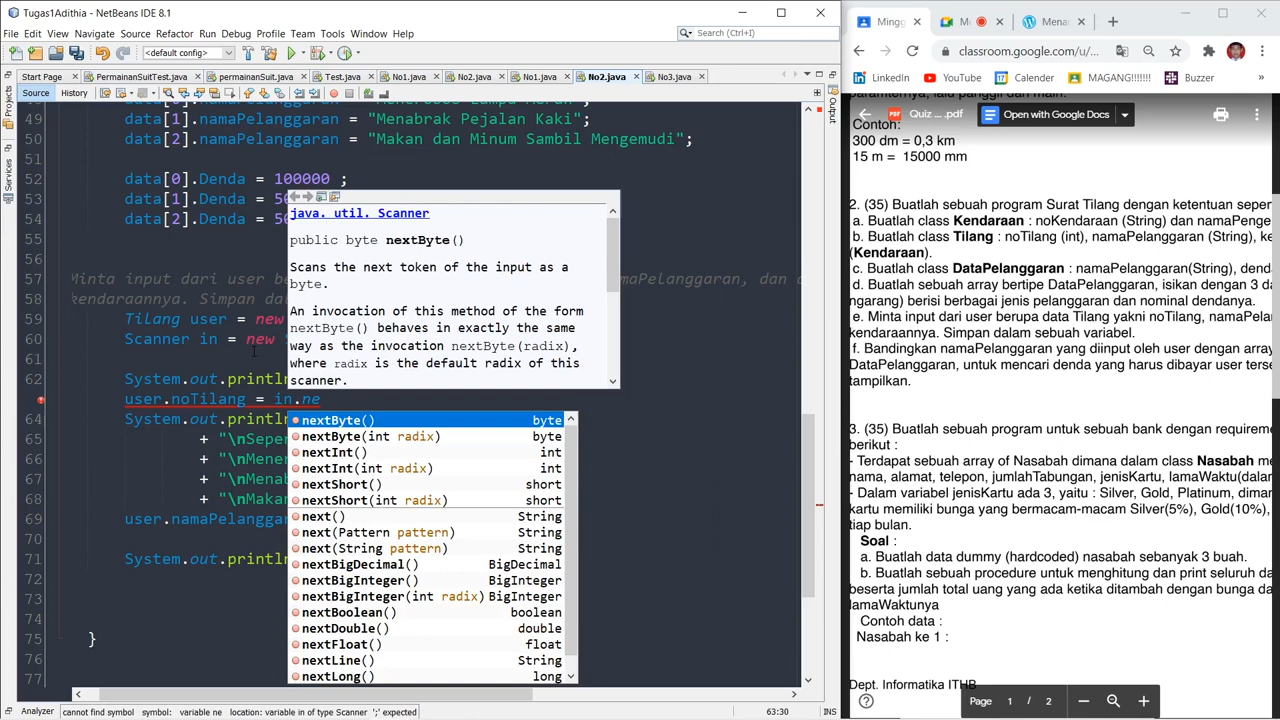 Tugas1Adithia - NetBeans IDE 8.1
File Edit View Navigate Source Refactor Run Debug Profile Team Tools Window Help
Search (Ctrl+I)
<default config>
Start Page PermainanSuitTest.java permainanSuit.java Test.java No1.java No2.java No1.java No2.java No3.java
Source History
Projects
Files
Services
Output
49 data[1].namaPelanggaran = "Menabrak Pejalan Kaki";
50 data[2].namaPelanggaran = "Makan dan Minum Sambil Mengemudi";
51
52 data[0].Denda = 100000 ;
53 data[1].Denda = 50
54 data[2].Denda = 50
55
56
57 Minta input dari user be
58 kendaraannya. Simpan da
59 Tilang user = new
60 Scanner in = new
61
62 System.out.println
63 user.noTilang = in.ne
64 System.out.println
65 + "\nSepe
66 + "\nMene
67 + "\nMena
68 + "\nMaka
69 user.namaPelangga
70
71 System.out.println
72
73
74
75 }
76
77
java. util. Scanner
public byte nextByte()
Scans the next token of the input as a
byte.
An invocation of this method of the form
nextByte() behaves in exactly the same
way as the invocation nextByte(radix),
where radix is the default radix of this
scanner.
nextByte() byte
nextByte(int radix) byte
nextInt() int
nextInt(int radix) int
nextShort() short
nextShort(int radix) short
next() String
next(Pattern pattern) String
next(String pattern) String
nextBigDecimal() BigDecimal
nextBigInteger() BigInteger
nextBigInteger(int radix) BigInteger
nextBoolean() boolean
nextDouble() double
nextFloat() float
nextLine() String
nextLong() long
Analyzer cannot find symbol symbol: variable ne location: variable in of type Scanner ';' expected 63:30 INS
Mingg Me Mena
classroom.google.com/u/...
LinkedIn YouTube Calender MAGANG!!!!!!! Buzzer
Quiz ... .pdf Open with Google Docs
Contoh:
300 dm = 0,3 km
15 m = 15000 mm
2. (35) Buatlah sebuah program Surat Tilang dengan ketentuan seper
a. Buatlah class Kendaraan : noKendaraan (String) dan namaPenge
b. Buatlah class Tilang : noTilang (int), namaPelanggaran (String), ke
(Kendaraan).
c. Buatlah class DataPelanggaran : namaPelanggaran(String), dend
d. Buatlah sebuah array bertipe DataPelanggaran, isikan dengan 3 d
ngarang) berisi berbagai jenis pelanggaran dan nominal dendanya.
e. Minta input dari user berupa data Tilang yakni noTilang, namaPela
kendaraannya. Simpan dalam sebuah variabel.
f. Bandingkan namaPelanggaran yang diinput oleh user dengan array
DataPelanggaran, untuk mencari denda yang harus dibayar user terse
tampilkan.
3. (35) Buatlah sebuah program untuk sebuah bank dengan requireme
berikut :
- Terdapat sebuah array of Nasabah dimana dalam class Nasabah me
nama, alamat, telepon, jumlahTabungan, jenisKartu, lamaWaktu(dalam
- Dalam variabel jenisKartu ada 3, yaitu : Silver, Gold, Platinum, diman
kartu memiliki bunga yang bermacam-macam Silver(5%), Gold(10%),
tiap bulan.
Soal :
a. Buatlah data dummy (hardcoded) nasabah sebanyak 3 buah.
b. Buatlah sebuah procedure untuk menghitung dan print seluruh da
beserta jumlah total uang yang ada ketika ditambah dengan bunga da
lamaWaktunya
Contoh data :
Nasabah ke 1 :
Dept. Informatika ITHB
Page 1 / 2